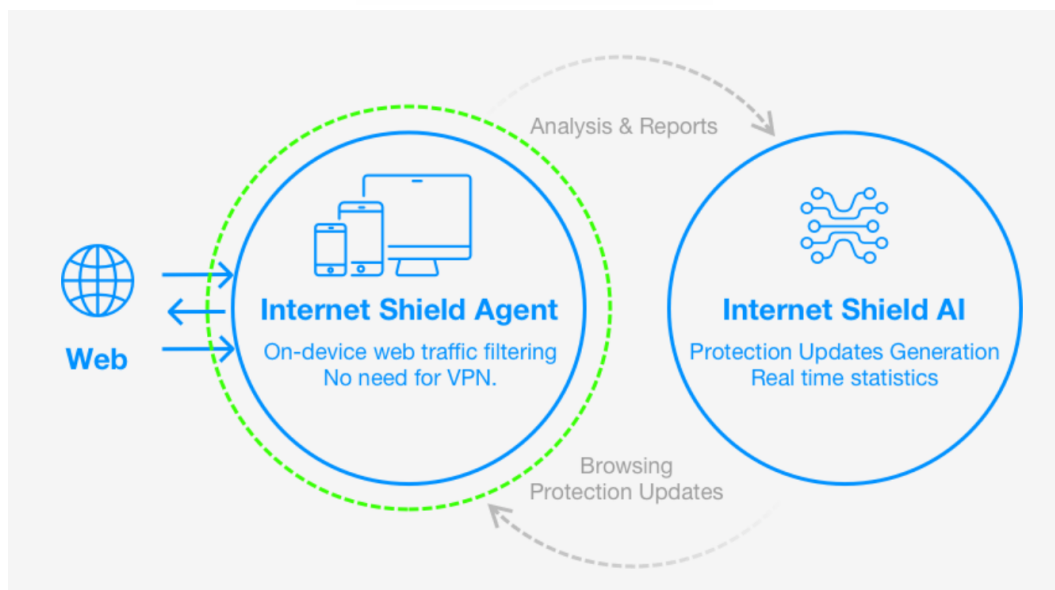 Analysis & Reports
Web
Internet Shield Agent
On-device web traffic filtering
No need for VPN.
Internet Shield AI
Protection Updates Generation
Real time statistics
Browsing
Protection Updates